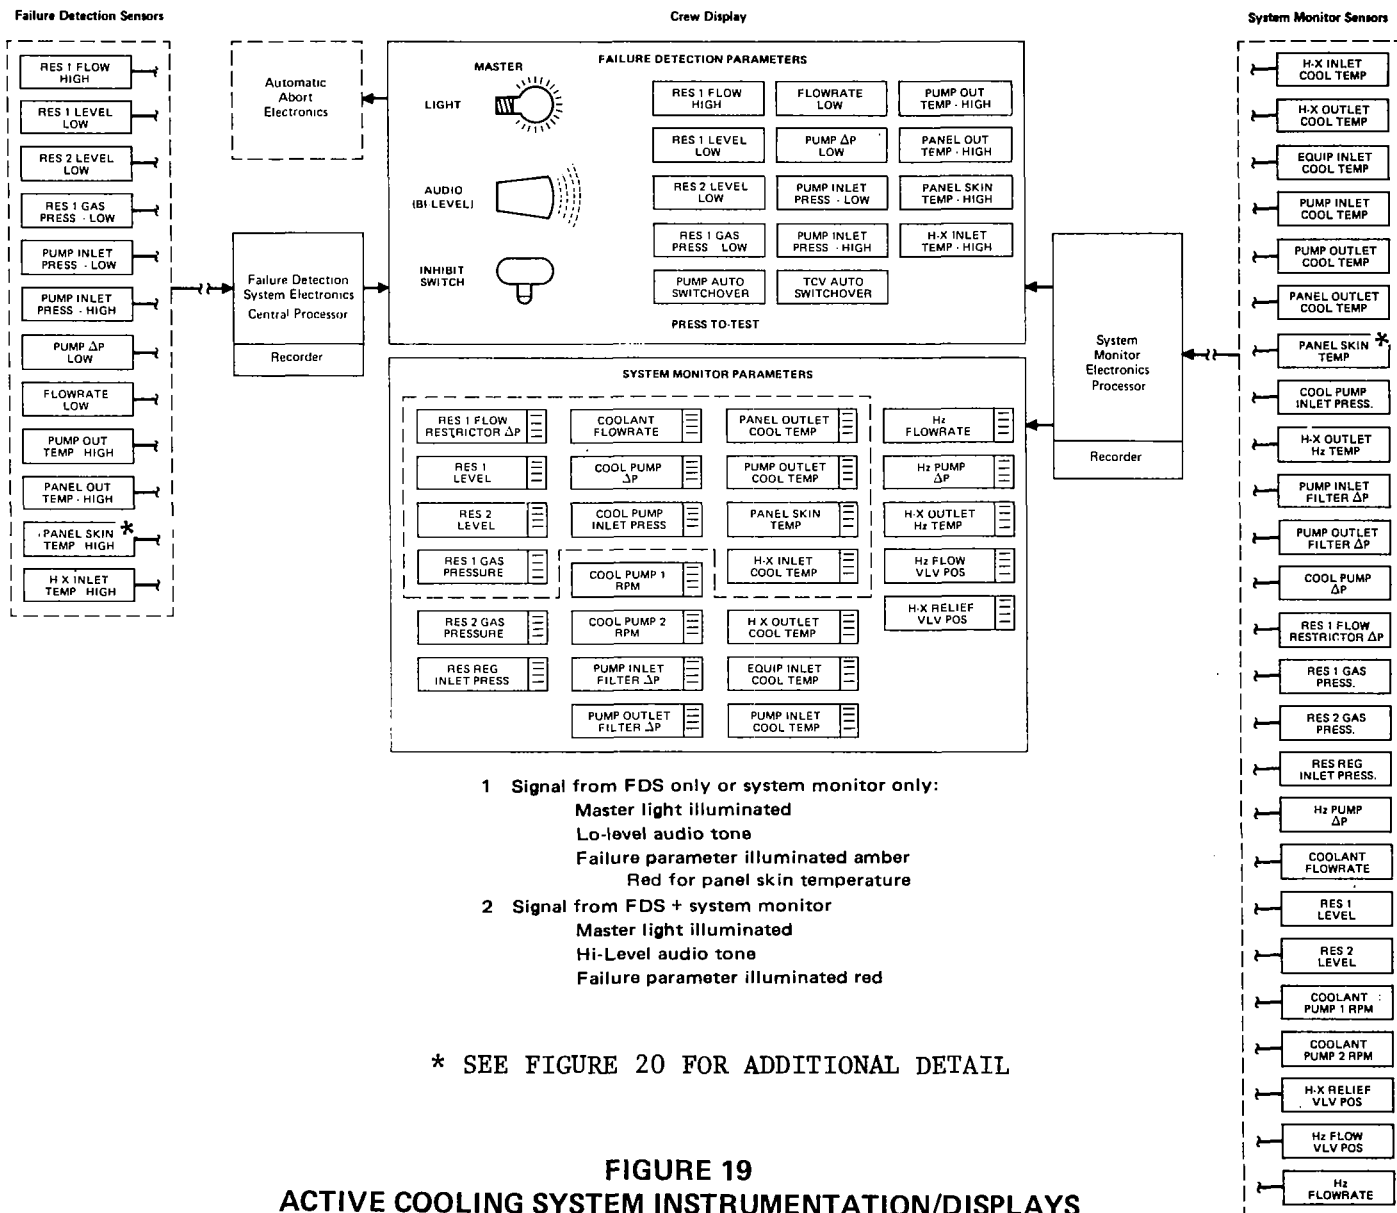 Failure Detection Sensors
RES 1 FLOW
HIGH
RES 1 LEVEL
LOW
RES 2 LEVEL
LOW
RES 1 GAS
PRESS - LOW
PUMP INLET
PRESS - LOW
PUMP INLET
PRESS - HIGH
PUMP ΔP
LOW
FLOWRATE
LOW
PUMP OUT
TEMP HIGH
PANEL OUT
TEMP - HIGH
PANEL SKIN *
TEMP HIGH
H X INLET
TEMP HIGH
Automatic
Abort
Electronics
Failure Detection
System Electronics
Central Processor
Recorder
Crew Display
FAILURE DETECTION PARAMETERS
MASTER
LIGHT
AUDIO
(BI LEVEL)
INHIBIT
SWITCH
RES 1 FLOW
HIGH
FLOWRATE
LOW
PUMP OUT
TEMP - HIGH
RES 1 LEVEL
LOW
PUMP ΔP
LOW
PANEL OUT
TEMP - HIGH
RES 2 LEVEL
LOW
PUMP INLET
PRESS - LOW
PANEL SKIN
TEMP - HIGH
RES 1 GAS
PRESS LOW
PUMP INLET
PRESS - HIGH
H-X INLET
TEMP - HIGH
PUMP AUTO
SWITCHOVER
TCV AUTO
SWITCHOVER
PRESS TO-TEST
SYSTEM MONITOR PARAMETERS
RES 1 FLOW
RESTRICTOR ΔP
COOLANT
FLOWRATE
PANEL OUTLET
COOL TEMP
Hz
FLOWRATE
RES 1
LEVEL
COOL PUMP
ΔP
PUMP OUTLET
COOL TEMP
Hz PUMP
ΔP
RES 2
LEVEL
COOL PUMP
INLET PRESS
PANEL SKIN
TEMP
H-X OUTLET
Hz TEMP
RES 1 GAS
PRESSURE
COOL PUMP 1
RPM
H-X INLET
COOL TEMP
Hz FLOW
VLV POS
RES 2 GAS
PRESSURE
COOL PUMP 2
RPM
H X OUTLET
COOL TEMP
H-X RELIEF
VLV POS
RES REG
INLET PRESS
PUMP INLET
FILTER ΔP
EQUIP INLET
COOL TEMP
PUMP OUTLET
FILTER ΔP
PUMP INLET
COOL TEMP
System
Monitor
Electronics
Processor
Recorder
System Monitor Sensors
H-X INLET
COOL TEMP
H-X OUTLET
COOL TEMP
EQUIP INLET
COOL TEMP
PUMP INLET
COOL TEMP
PUMP OUTLET
COOL TEMP
PANEL OUTLET
COOL TEMP
PANEL SKIN *
TEMP
COOL PUMP
INLET PRESS.
H-X OUTLET
Hz TEMP
PUMP INLET
FILTER ΔP
PUMP OUTLET
FILTER ΔP
COOL PUMP
ΔP
RES 1 FLOW
RESTRICTOR ΔP
RES 1 GAS
PRESS.
RES 2 GAS
PRESS.
RES REG
INLET PRESS.
Hz PUMP
ΔP
COOLANT
FLOWRATE
RES 1
LEVEL
RES 2
LEVEL
COOLANT
PUMP 1 RPM
COOLANT
PUMP 2 RPM
H-X RELIEF
VLV POS
Hz FLOW
VLV POS
Hz
FLOWRATE
1 Signal from FDS only or system monitor only:
Master light illuminated
Lo-level audio tone
Failure parameter illuminated amber
Red for panel skin temperature
2 Signal from FDS + system monitor
Master light illuminated
Hi-Level audio tone
Failure parameter illuminated red
* SEE FIGURE 20 FOR ADDITIONAL DETAIL
FIGURE 19
ACTIVE COOLING SYSTEM INSTRUMENTATION/DISPLAYS